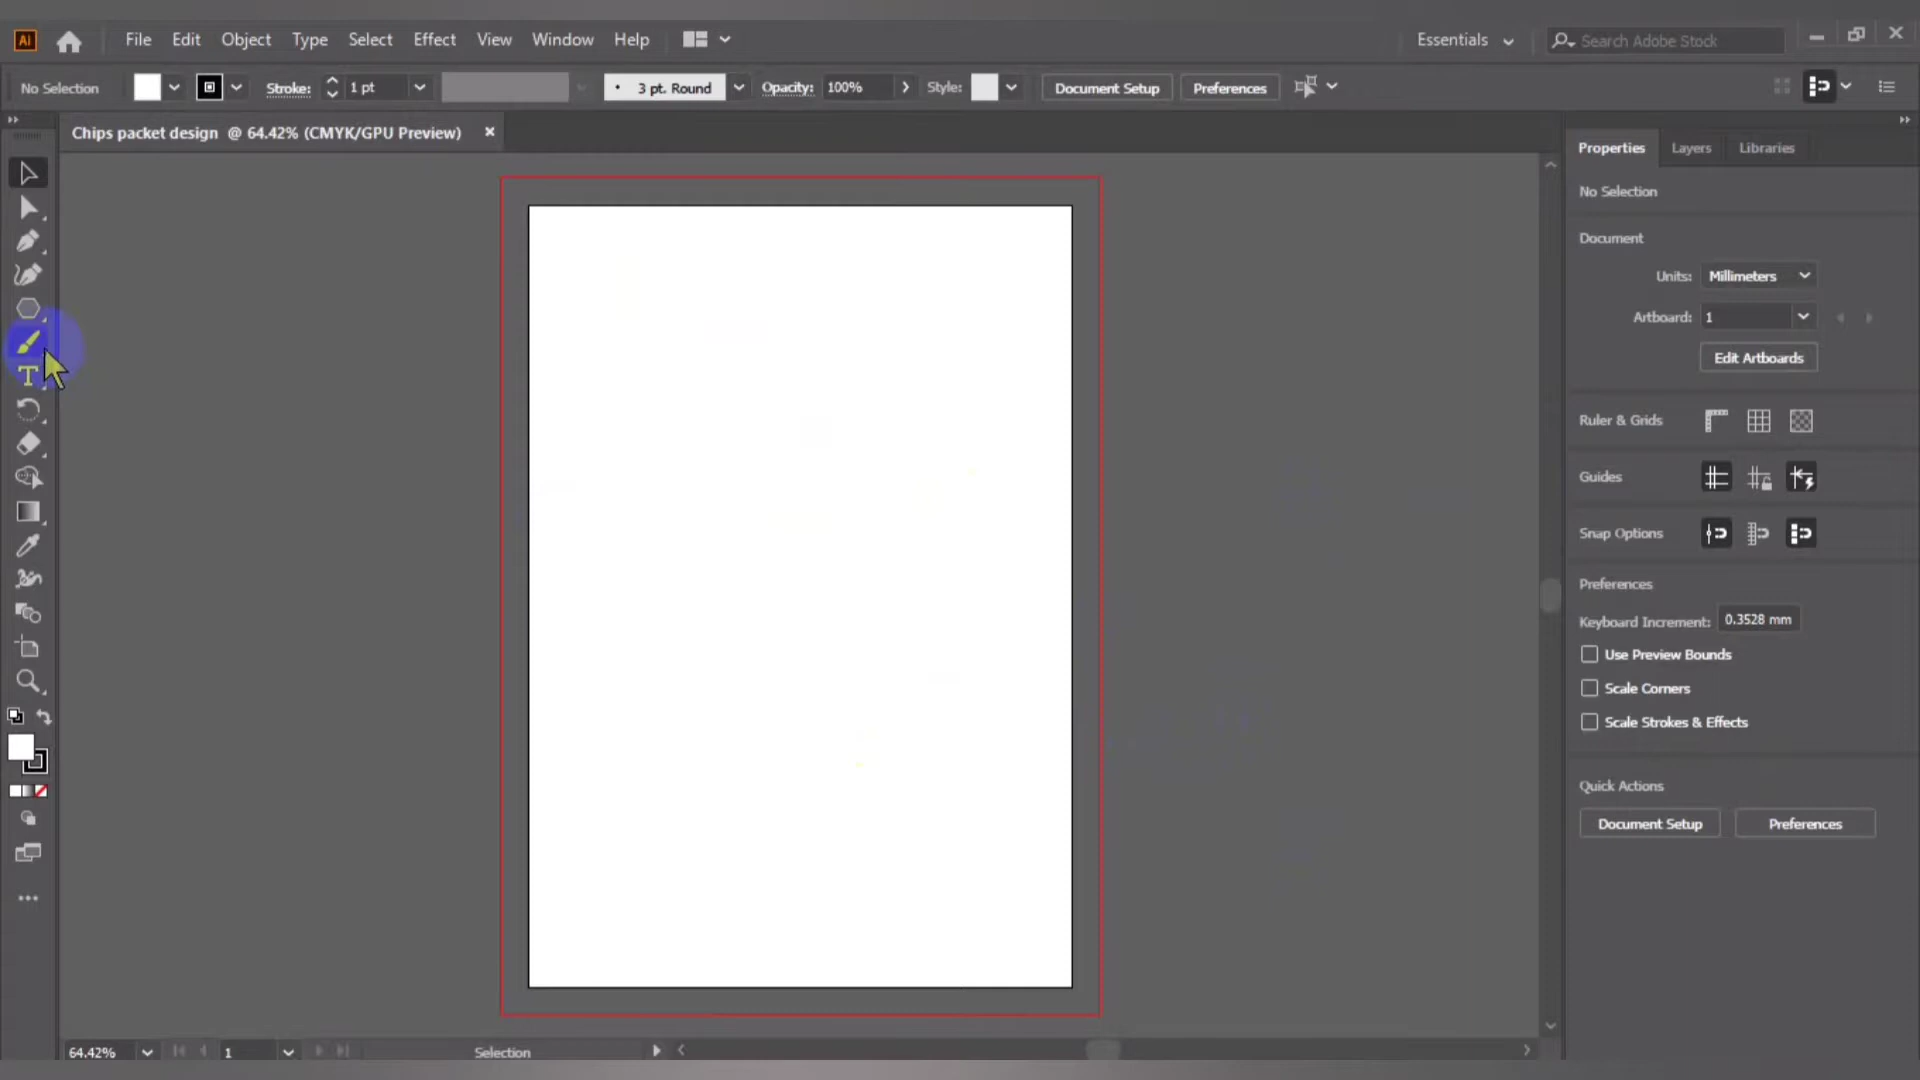 Ai File Edit Object Type Select Effect View Window Help Essentials Search Adobe Stock
No Selection Stroke: 1 pt 3 pt. Round Opacity: 100% Style: Document Setup Preferences
Chips packet design @ 64.42% (CMYK/GPU Preview)
Properties Layers Libraries
No Selection
Document
Units: Millimeters
Artboard: 1
Edit Artboards
Ruler & Grids
Guides
Snap Options
Preferences
Keyboard Increment: 0.3528 mm
Use Preview Bounds
Scale Corners
Scale Strokes & Effects
Quick Actions
Document Setup Preferences
64.42% 1 Selection